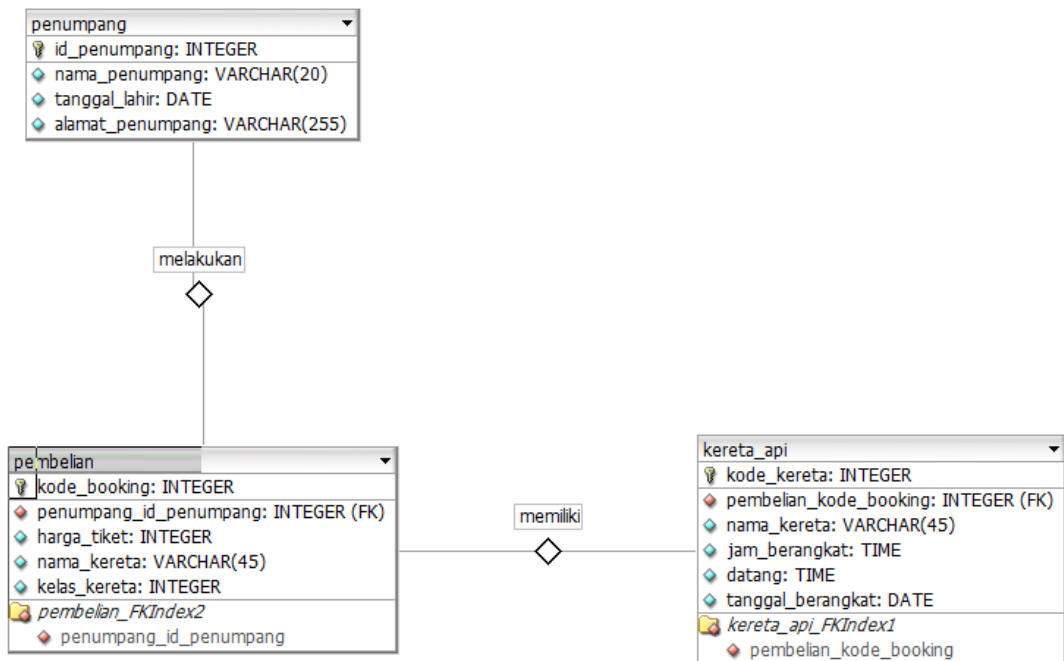 penumpang
id_penumpang: INTEGER
nama_penumpang: VARCHAR(20)
tanggal_lahir: DATE
alamat_penumpang: VARCHAR(255)
melakukan
pembelian
kode_booking: INTEGER
penumpang_id_penumpang: INTEGER (FK)
harga_tiket: INTEGER
nama_kereta: VARCHAR(45)
kelas_kereta: INTEGER
pembelian_FKIndex2
penumpang_id_penumpang
memiliki
kereta_api
kode_kereta: INTEGER
pembelian_kode_booking: INTEGER (FK)
nama_kereta: VARCHAR(45)
jam_berangkat: TIME
datang: TIME
tanggal_berangkat: DATE
kereta_api_FKIndex1
pembelian_kode_booking